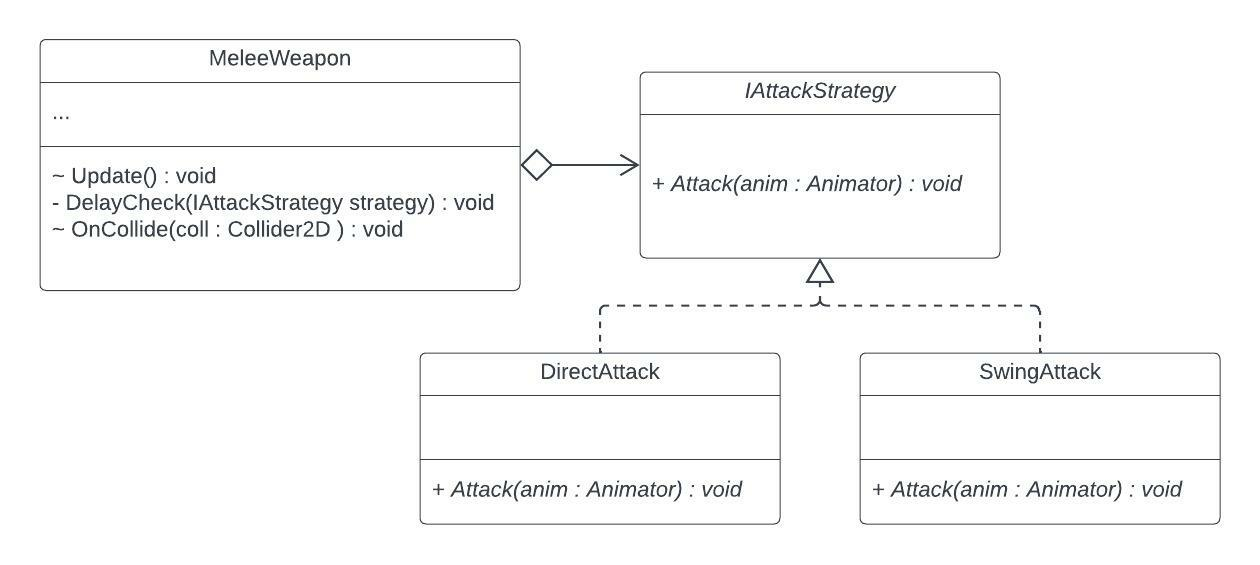 MeleeWeapon
...
~ Update() : void
- DelayCheck(IAttackStrategy strategy) : void
~ OnCollide(coll : Collider2D ) : void
IAttackStrategy
+ Attack(anim : Animator) : void
DirectAttack
+ Attack(anim : Animator) : void
SwingAttack
+ Attack(anim : Animator) : void